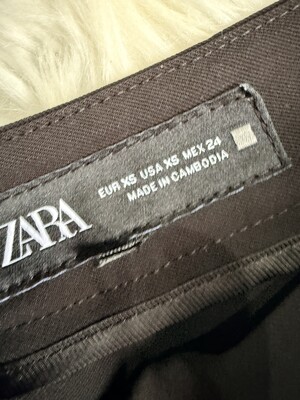 ZARA
EUR XS USA XS MEX 24
MADE IN CAMBODIA